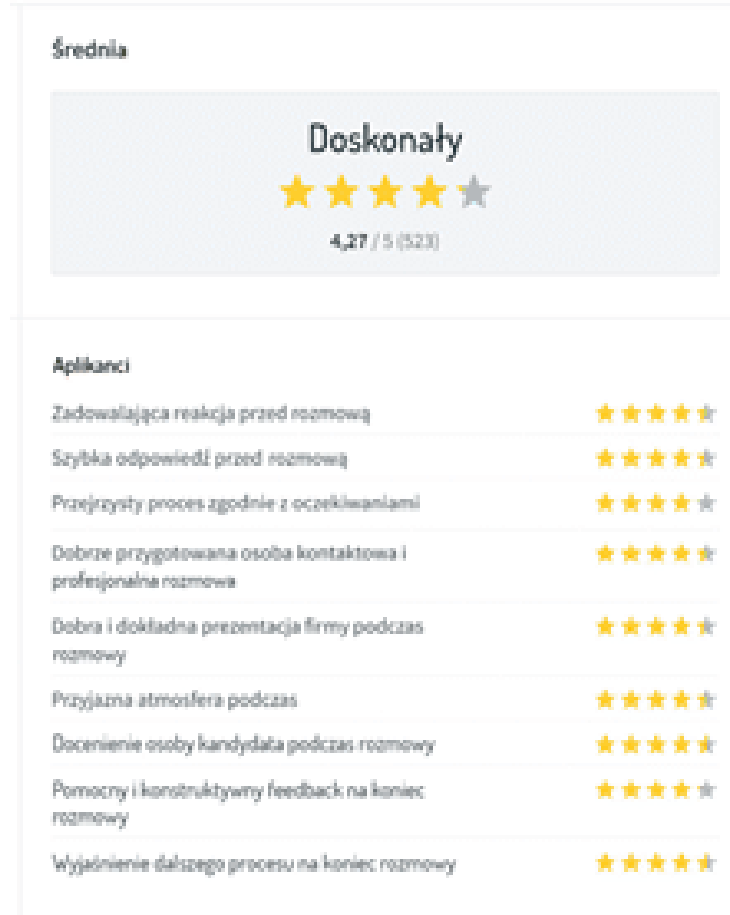 Średnia
Doskonały
4,27 / 5 (523)
Aplikanci
Zadowalająca reakcja przed rozmową
Szybka odpowiedź przed rozmową
Przejrzysty proces zgodnie z oczekiwaniami
Dobrze przygotowana osoba kontaktowa i
profesjonalna rozmowa
Dobra i dokładna prezentacja firmy podczas
rozmowy
Przyjazna atmosfera podczas
Docenienie osoby kandydata podczas rozmowy
Pomocny i konstruktywny feedback na koniec
rozmowy
Wyjaśnienie dalszego procesu na koniec rozmowy